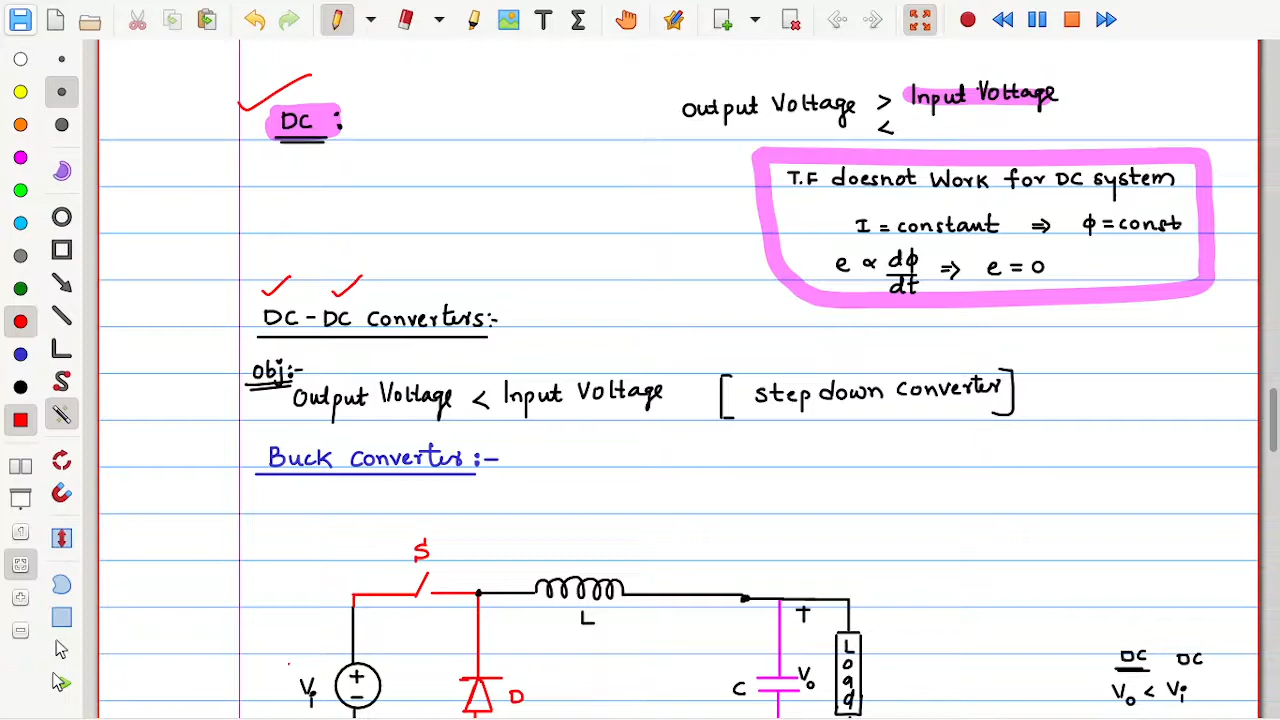 Output Voltage > Input Voltage
<
DC :
T.F doesnot Work for DC system
I = constant ⇒ ϕ = const
e ∝ dϕ/dt ⇒ e = 0
DC - DC Converters:-
Obj:-
Output Voltage < Input Voltage [ step down converter ]
Buck Converter :-
S
L
+
Load
DC DC
Vi
+
-
D
C
Vo
Vo < Vi